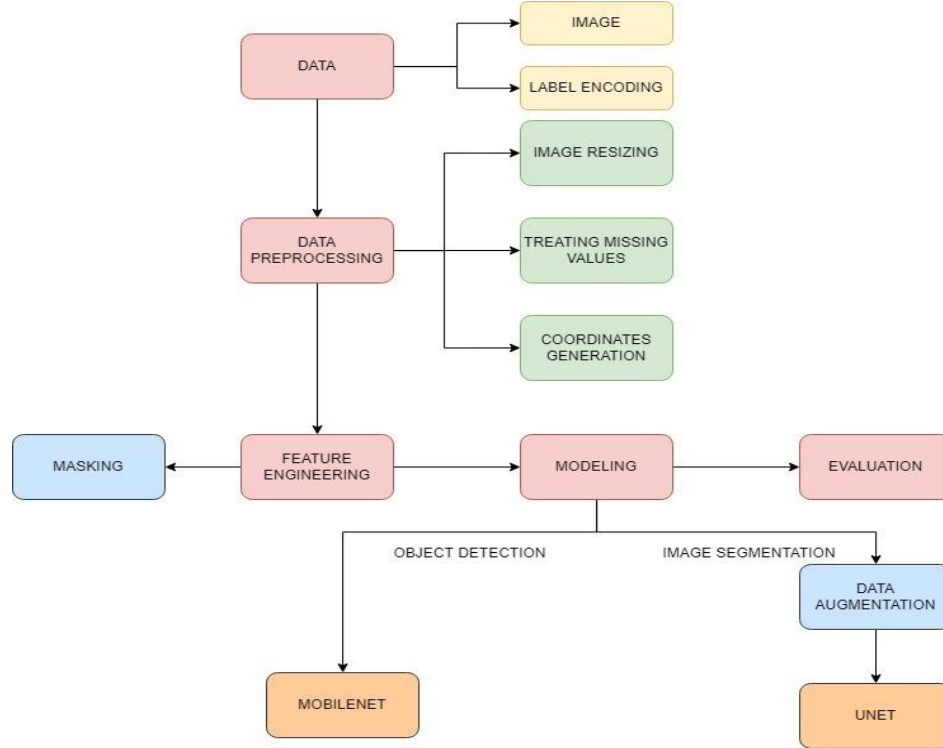 IMAGE
DATA
LABEL ENCODING
IMAGE RESIZING
DATA
PREPROCESSING
TREATING MISSING
VALUES
COORDINATES
GENERATION
MASKING
FEATURE
ENGINEERING
MODELING
EVALUATION
OBJECT DETECTION
IMAGE SEGMENTATION
DATA
AUGMENTATION
MOBILENET
UNET